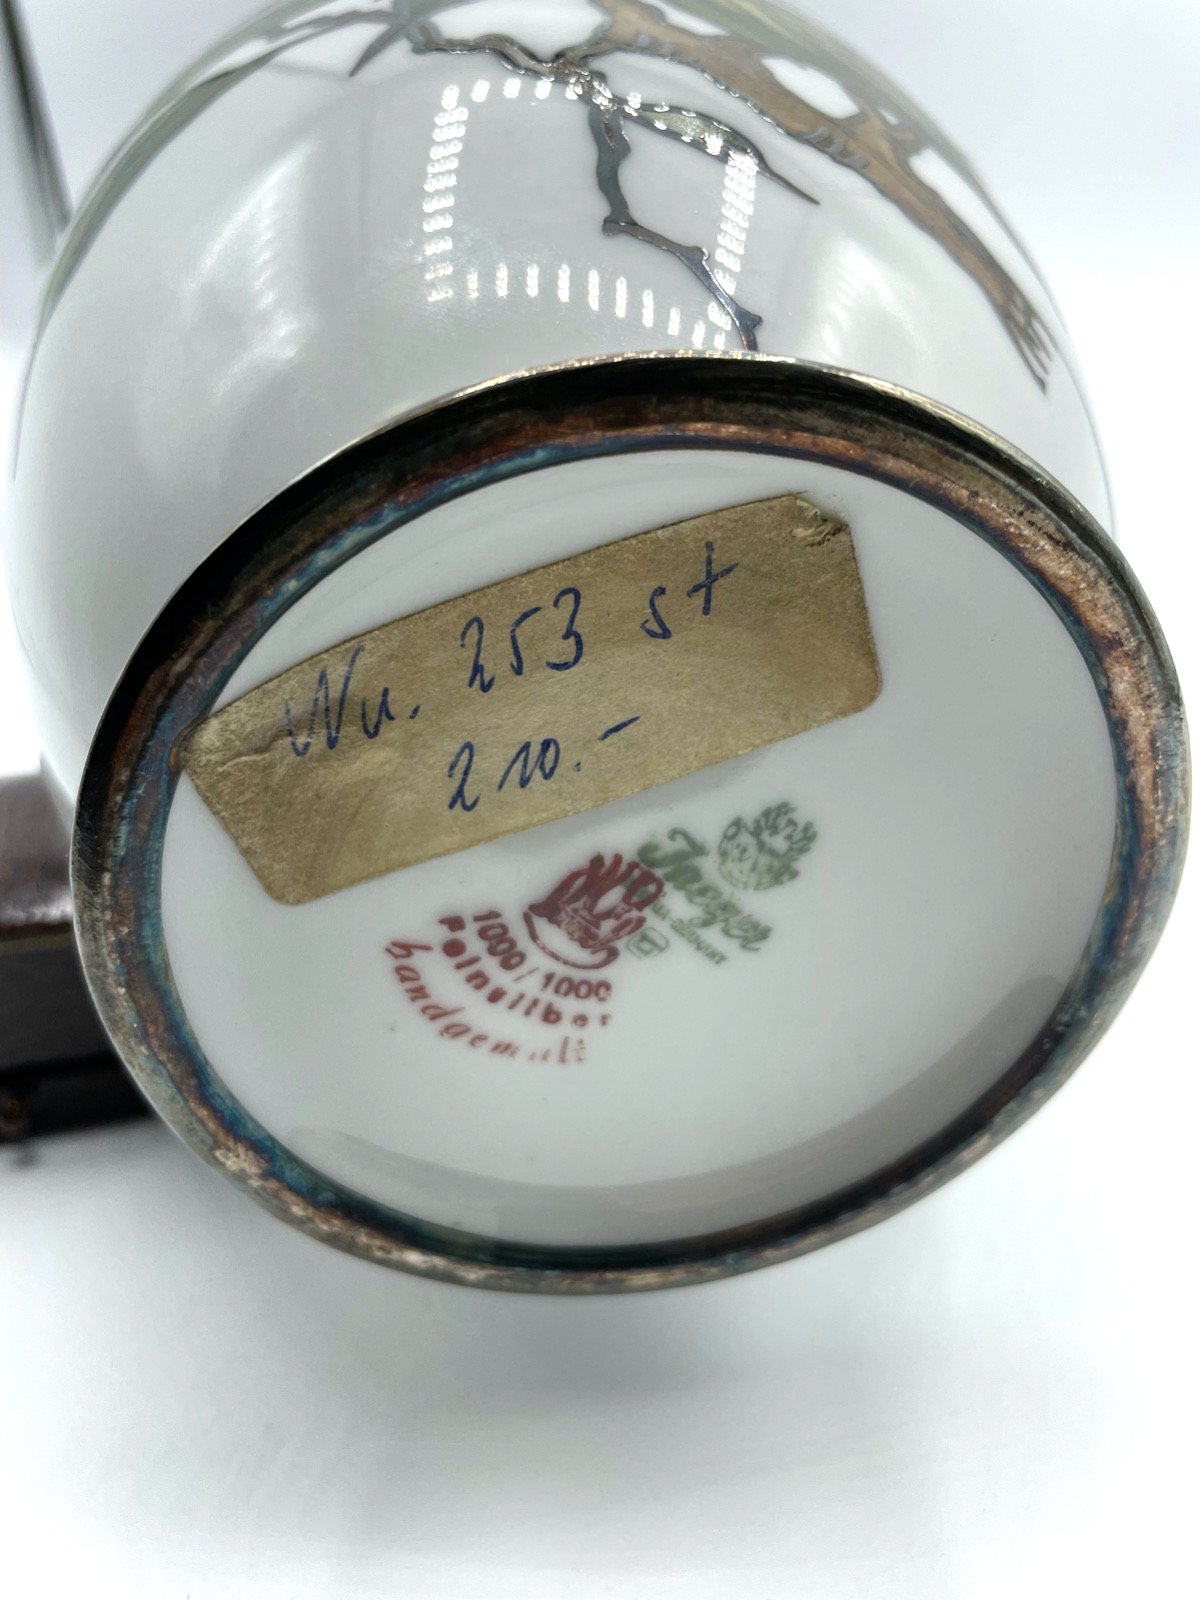 Wu. 253 st
210.-
Jaeger
1000/1000
Feinsilber
handgemalt